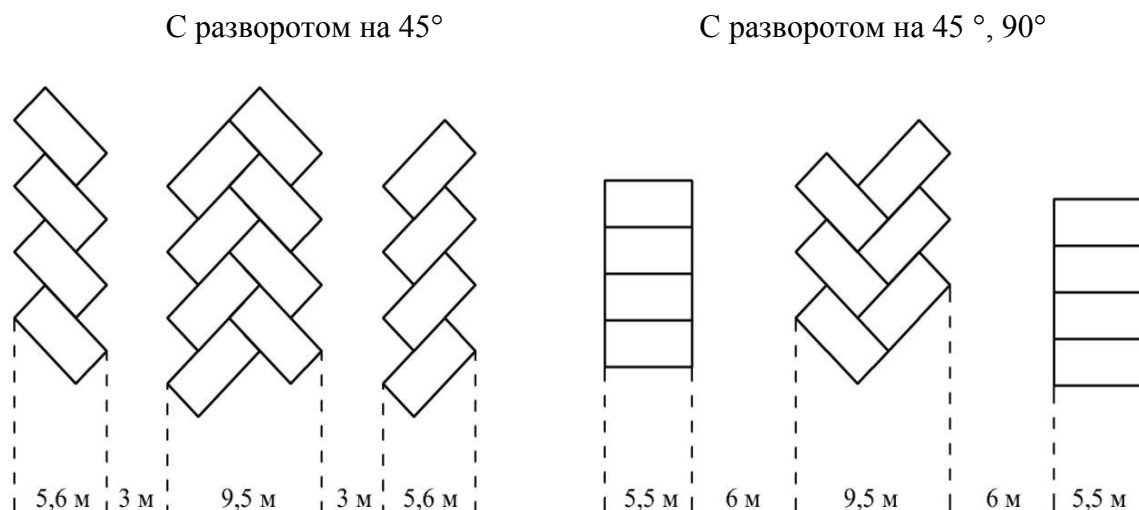 С разворотом на 45°
С разворотом на 45 °, 90°
5,6 м 3 м 9,5 м 3 м 5,6 м
5,5 м 6 м 9,5 м 6 м 5,5 м